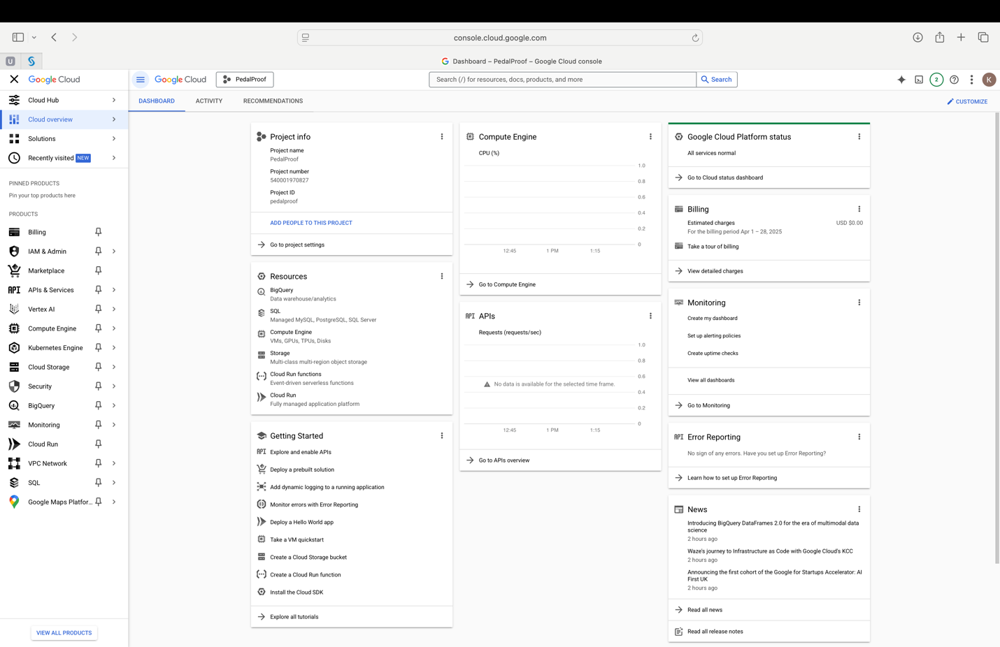 console.cloud.google.com
Dashboard – PedalProof – Google Cloud console
Google Cloud
Cloud Hub
Cloud overview
Solutions
Recently visited NEW
PINNED PRODUCTS
Pin your top products here
PRODUCTS
Billing
IAM & Admin
Marketplace
API APIs & Services
Vertex AI
Compute Engine
Kubernetes Engine
Cloud Storage
Security
BigQuery
Monitoring
Cloud Run
VPC Network
SQL
Google Maps Platfor...
VIEW ALL PRODUCTS
Google Cloud
PedalProof
Search (/) for resources, docs, products, and more
Search
2
K
DASHBOARD
ACTIVITY
RECOMMENDATIONS
CUSTOMIZE
Project info
Project name
PedalProof
Project number
540001970827
Project ID
pedalproof
ADD PEOPLE TO THIS PROJECT
Go to project settings
Resources
BigQuery
Data warehouse/analytics
SQL
Managed MySQL, PostgreSQL, SQL Server
Compute Engine
VMs, GPUs, TPUs, Disks
Storage
Multi-class multi-region object storage
Cloud Run functions
Event-driven serverless functions
Cloud Run
Fully managed application platform
Getting Started
API Explore and enable APIs
Deploy a prebuilt solution
Add dynamic logging to a running application
Monitor errors with Error Reporting
Deploy a Hello World app
Take a VM quickstart
Create a Cloud Storage bucket
Create a Cloud Run function
Install the Cloud SDK
Explore all tutorials
Compute Engine
CPU (%)
1.0
0.8
0.6
0.4
0.2
0
12:45 1 PM 1:15
Go to Compute Engine
API APIs
Requests (requests/sec)
1.0
0.8
0.6
No data is available for the selected time frame.
0.4
0.2
0
12:45 1 PM 1:15
Go to APIs overview
Google Cloud Platform status
All services normal
Go to Cloud status dashboard
Billing
Estimated charges USD $0.00
For the billing period Apr 1 – 28, 2025
Take a tour of billing
View detailed charges
Monitoring
Create my dashboard
Set up alerting policies
Create uptime checks
View all dashboards
Go to Monitoring
API Error Reporting
No sign of any errors. Have you set up Error Reporting?
Learn how to set up Error Reporting
News
Introducing BigQuery DataFrames 2.0 for the era of multimodal data
science
2 hours ago
Waze's journey to Infrastructure as Code with Google Cloud's KCC
2 hours ago
Announcing the first cohort of the Google for Startups Accelerator: AI
First UK
2 hours ago
Read all news
Read all release notes